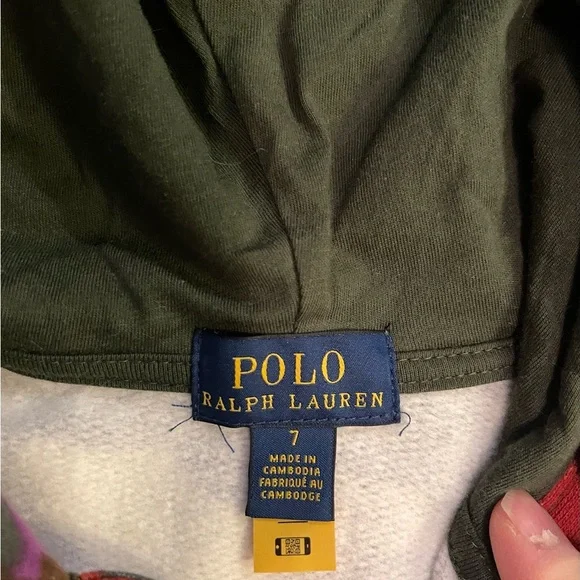 POLO
RALPH LAUREN
7
MADE IN
CAMBODIA
FABRIQUÉ AU
CAMBODGE